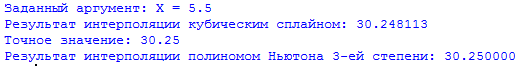 Заданный аргумент: X = 5.5
Результат интерполяции кубическим сплайном: 30.248113
Точное значение: 30.25
Результат интерполяции полиномом Ньютона 3-ей степени: 30.250000